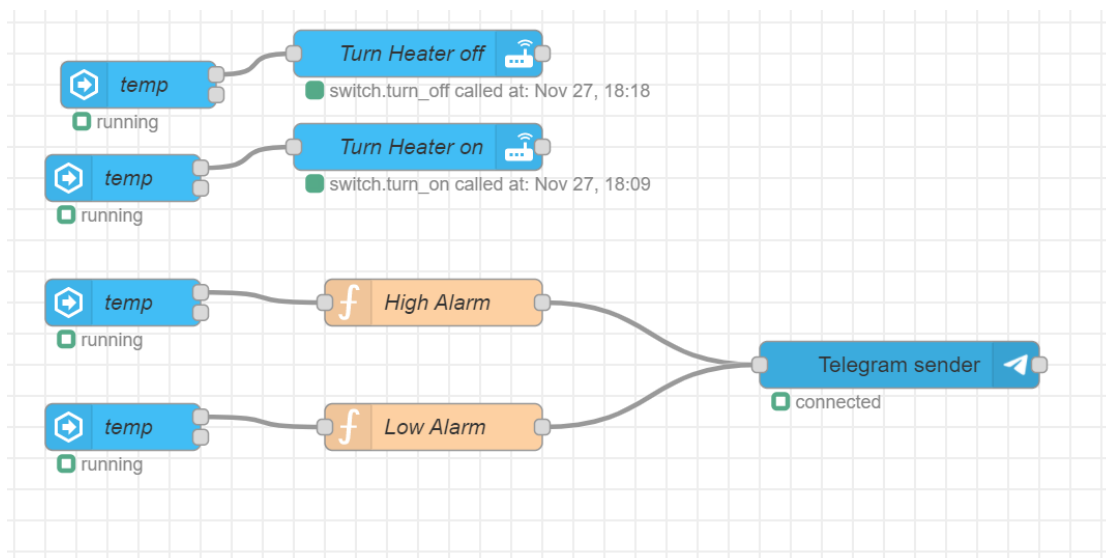 Turn Heater off
temp
switch.turn_off called at: Nov 27, 18:18
running
Turn Heater on
temp
switch.turn_on called at: Nov 27, 18:09
running
temp
High Alarm
running
Telegram sender
connected
temp
Low Alarm
running